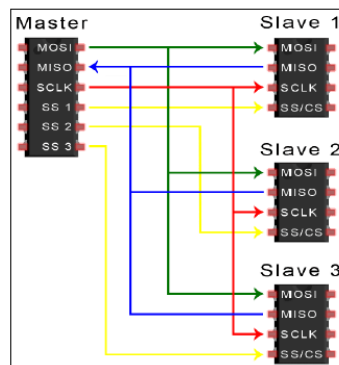 Master
MOSI
MISO
SCLK
SS 1
SS 2
SS 3
Slave 1
MOSI
MISO
SCLK
SS/CS
Slave 2
MOSI
MISO
SCLK
SS/CS
Slave 3
MOSI
MISO
SCLK
SS/CS